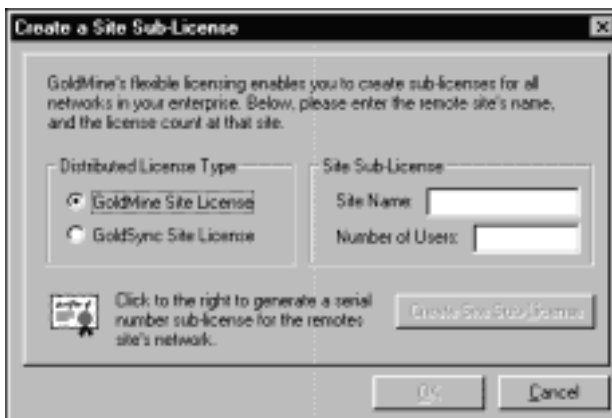 Create a Site Sub-License
GoldMine's flexible licensing enables you to create sub-licenses for all
networks in your enterprise. Below, please enter the remote site's name,
and the license count at that site.
Distributed License Type
GoldMine Site License
GoldSync Site License
Site Sub-License
Site Name:
Number of Users:
Click to the right to generate a serial
number sub-license for the remotes
site's network.
Create Site Sub-License
OK
Cancel